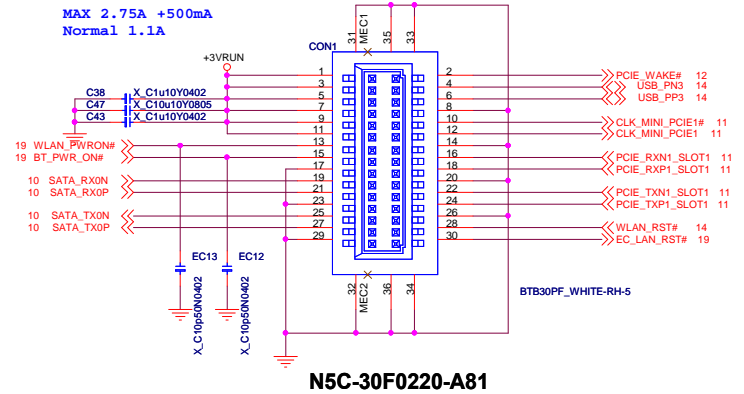 MAX 2.75A +500mA
Normal 1.1A
31
MEC1
35
33
+3VRUN
CON1
1
2
PCIE_WAKE# 12
3
4
USB_PN3 14
C38 X_C1u10Y0402
5
6
USB_PP3 14
C47 X_C10u10Y0805
7
8
C43 X_C1u10Y0402
9
10
CLK_MINI_PCIE1# 11
11
12
CLK_MINI_PCIE1 11
19 WLAN_PWRON#
13
14
19 BT_PWR_ON#
15
16
PCIE_RXN1_SLOT1 11
17
18
PCIE_RXP1_SLOT1 11
10 SATA_RX0N
19
20
10 SATA_RX0P
21
22
PCIE_TXN1_SLOT1 11
23
24
PCIE_TXP1_SLOT1 11
10 SATA_TX0N
25
26
10 SATA_TX0P
27
28
WLAN_RST# 14
29
30
EC_LAN_RST# 19
EC13
EC12
X_C10p50N0402
X_C10p50N0402
32
MEC2
36
34
BTB30PF_WHITE-RH-5
N5C-30F0220-A81